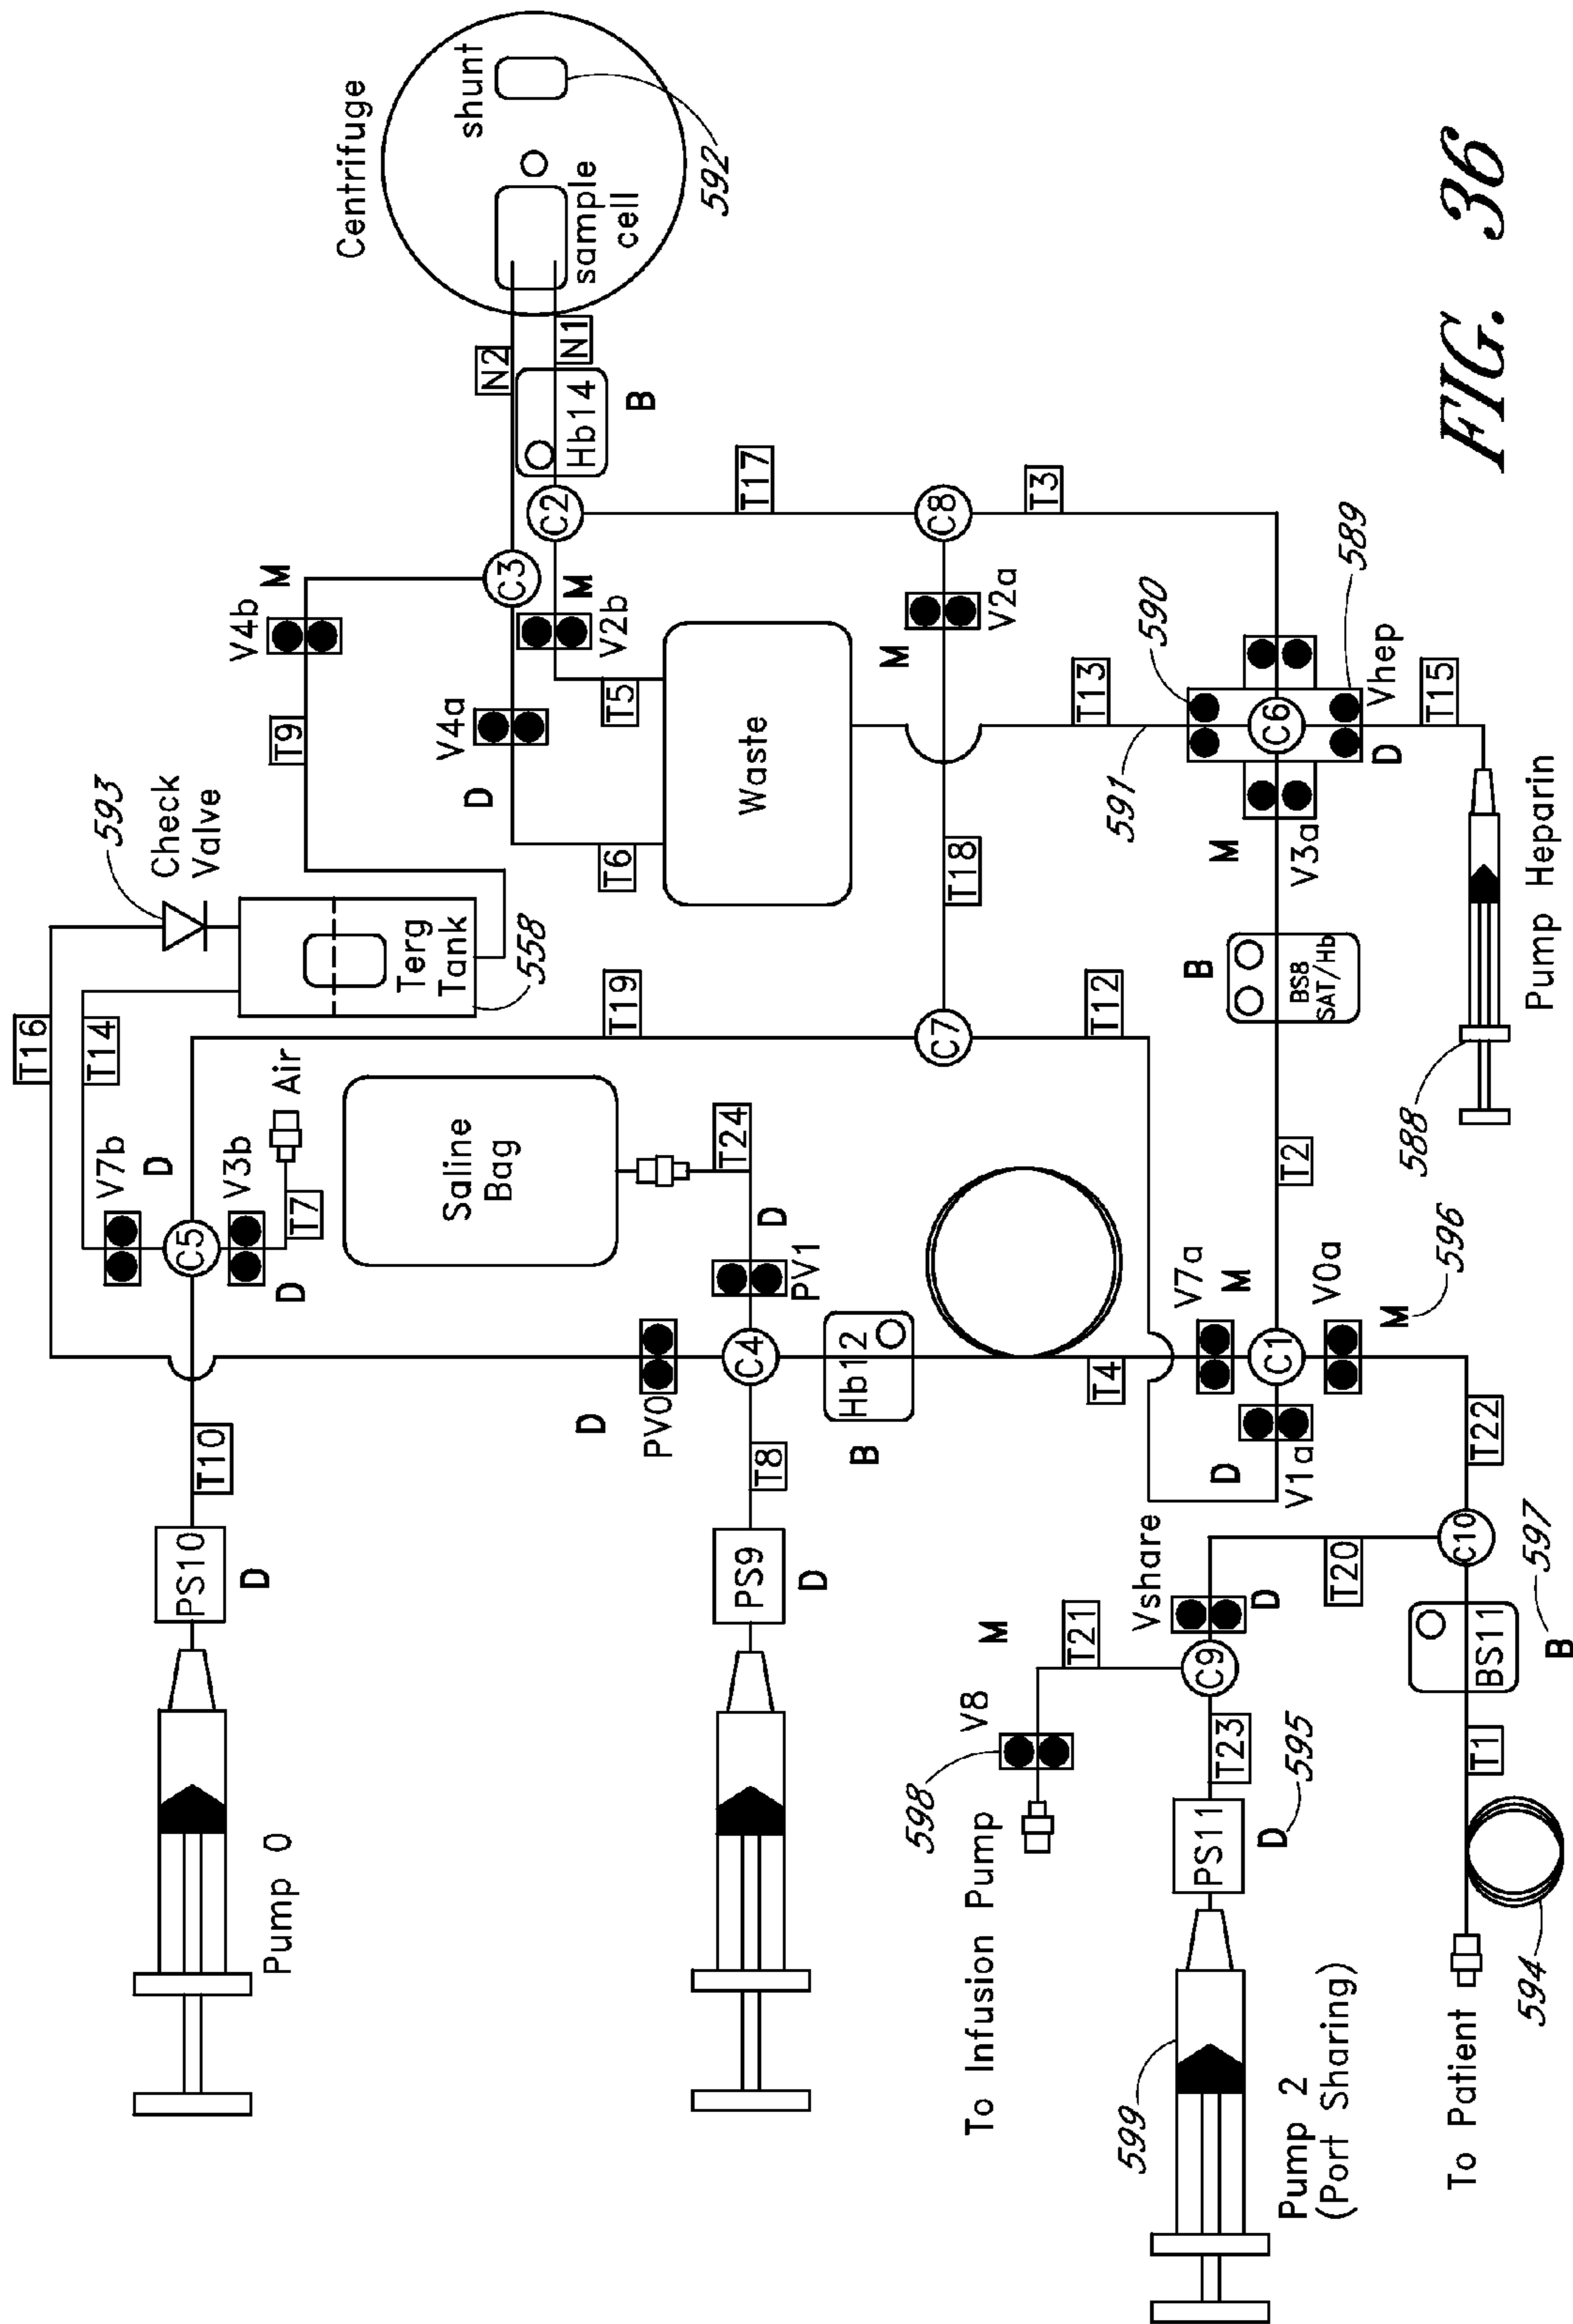 Centrifuge
shunt
sample
cell
592
N2
N1
Hb14
B
C2
C3
T17
C8
T3
V4b
M
M
V2b
T9
V4a
D
T5
T6
Waste
M
V2a
T18
T13
591
590
589
C6
Vhep
D
T15
V3a
M
Pump Heparin
588
593
Check
Valve
Terg
Tank
558
T16
T14
T19
C7
T12
B
BS8
SAT/Hb
T2
V7b
D
C5
V3b
D
T7
Air
Saline
Bag
T24
D
PV1
C4
PV0
D
Hb12
B
T4
V7a
M
C1
V0a
M
596
V1a
D
T22
T10
PS10
D
Pump 0
T8
PS9
D
Vshare
D
T20
C10
597
BS11
B
T1
594
To Patient
M
T21
C9
V8
598
T23
595
PS11
D
To Infusion Pump
599
Pump 2
(Port Sharing)
FIG. 36